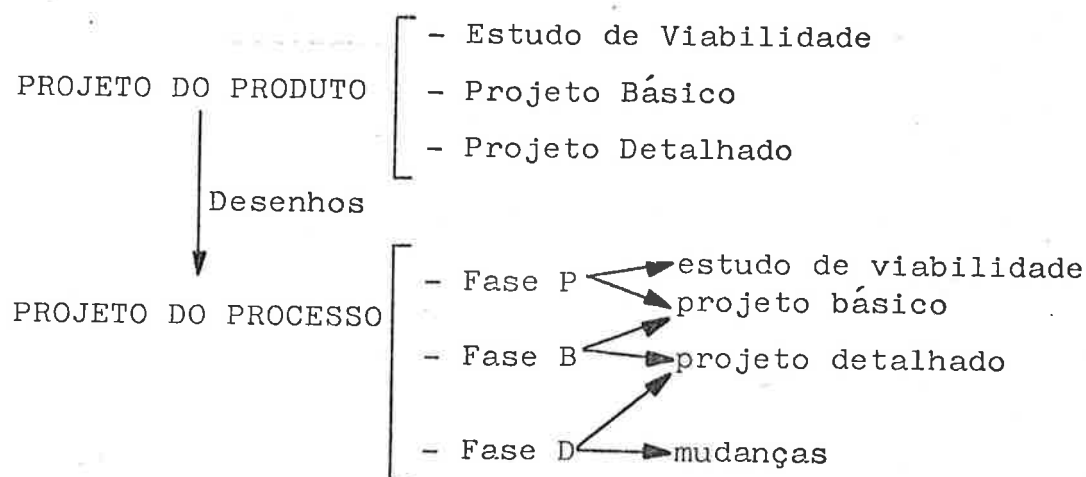 - Estudo de Viabilidade
PROJETO DO PRODUTO
- Projeto Básico
- Projeto Detalhado
Desenhos
- Fase P
estudo de viabilidade
projeto básico
PROJETO DO PROCESSO
- Fase B
projeto detalhado
- Fase D
mudanças